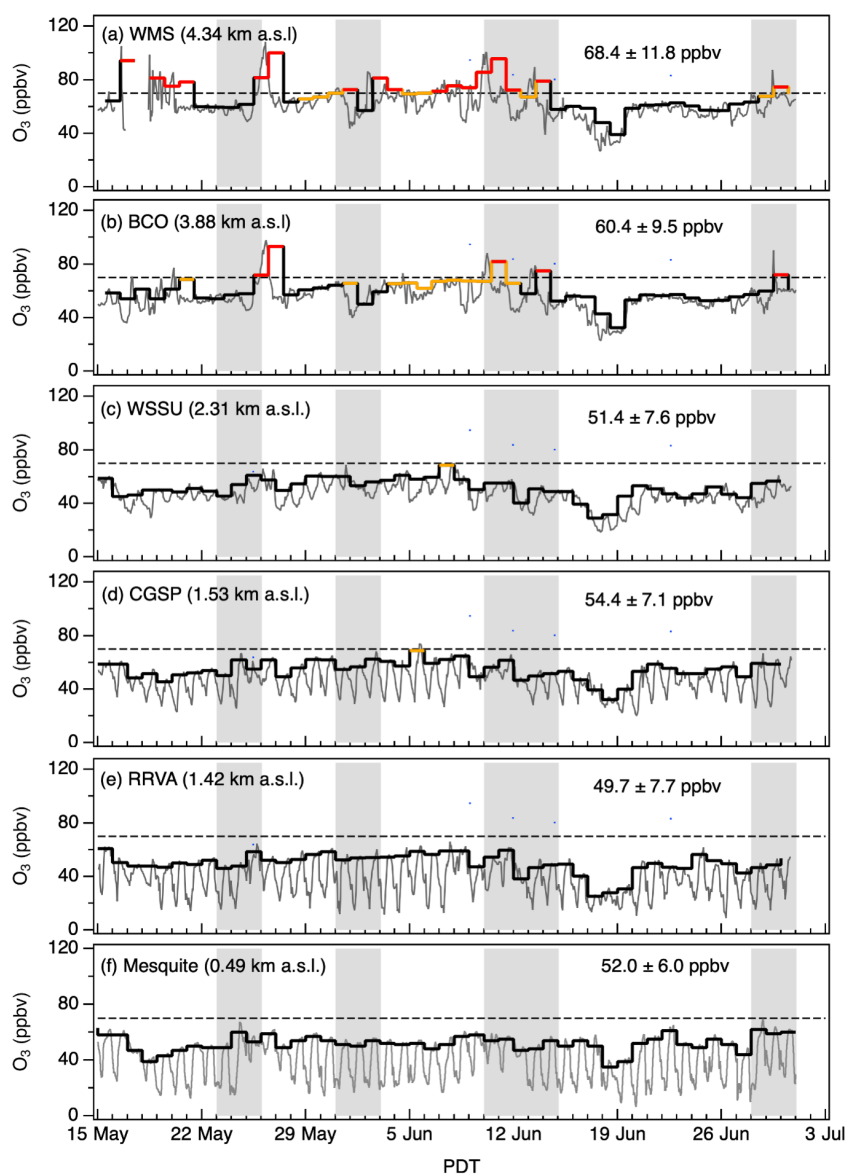 120
80
40
0
O3 (ppbv)
(a) WMS (4.34 km a.s.l)
68.4 ± 11.8 ppbv
120
80
40
0
O3 (ppbv)
(b) BCO (3.88 km a.s.l)
60.4 ± 9.5 ppbv
120
80
40
0
O3 (ppbv)
(c) WSSU (2.31 km a.s.l.)
51.4 ± 7.6 ppbv
120
80
40
0
O3 (ppbv)
(d) CGSP (1.53 km a.s.l.)
54.4 ± 7.1 ppbv
120
80
40
0
O3 (ppbv)
(e) RRVA (1.42 km a.s.l.)
49.7 ± 7.7 ppbv
120
80
40
0
O3 (ppbv)
(f) Mesquite (0.49 km a.s.l.)
52.0 ± 6.0 ppbv
15 May 22 May 29 May 5 Jun 12 Jun 19 Jun 26 Jun 3 Jul
PDT